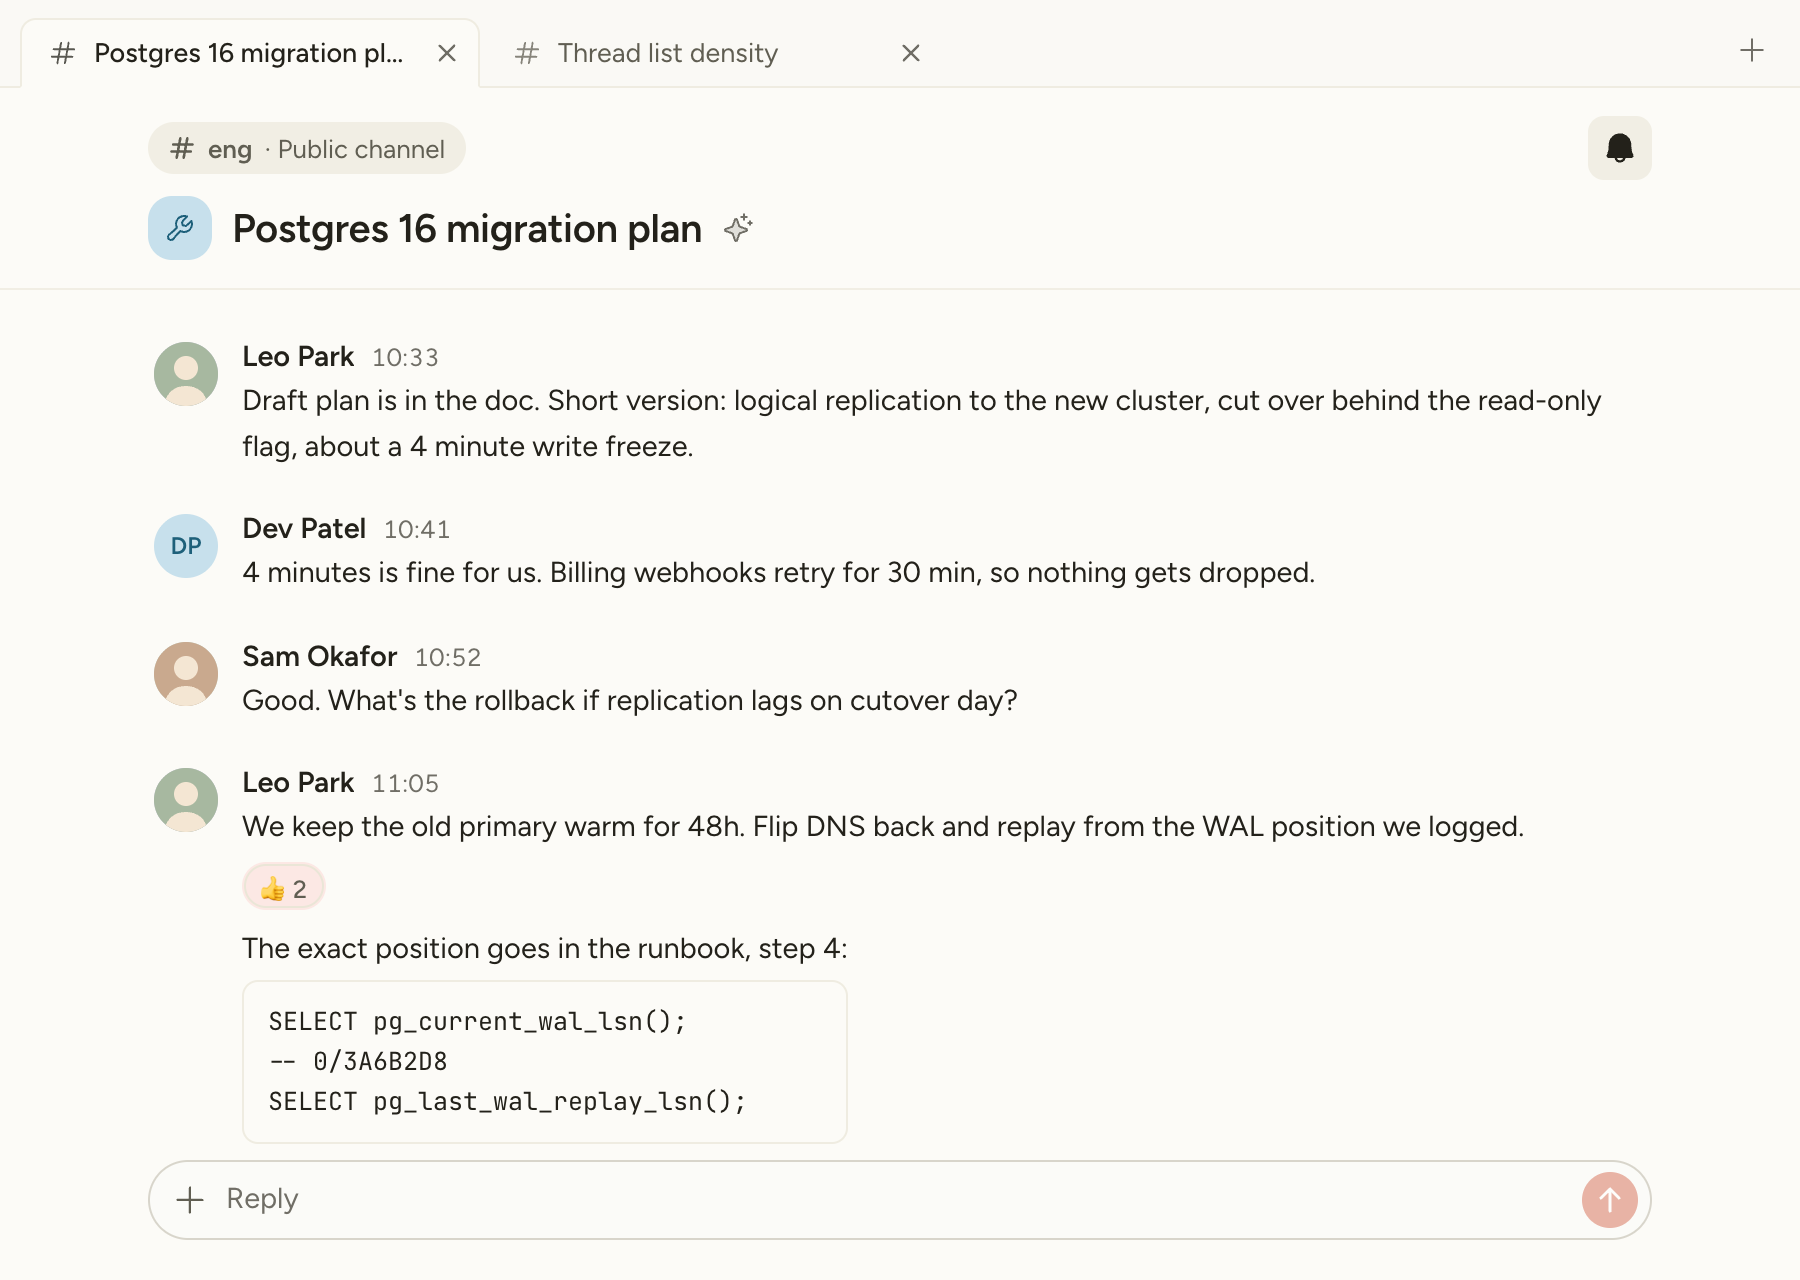 # Postgres 16 migration pl...
# Thread list density
# eng · Public channel
Postgres 16 migration plan
Leo Park 10:33
Draft plan is in the doc. Short version: logical replication to the new cluster, cut over behind the read-only
flag, about a 4 minute write freeze.
DP
Dev Patel 10:41
4 minutes is fine for us. Billing webhooks retry for 30 min, so nothing gets dropped.
Sam Okafor 10:52
Good. What's the rollback if replication lags on cutover day?
Leo Park 11:05
We keep the old primary warm for 48h. Flip DNS back and replay from the WAL position we logged.
👍 2
The exact position goes in the runbook, step 4:
SELECT pg_current_wal_lsn();
-- 0/3A6B2D8
SELECT pg_last_wal_replay_lsn();
Reply